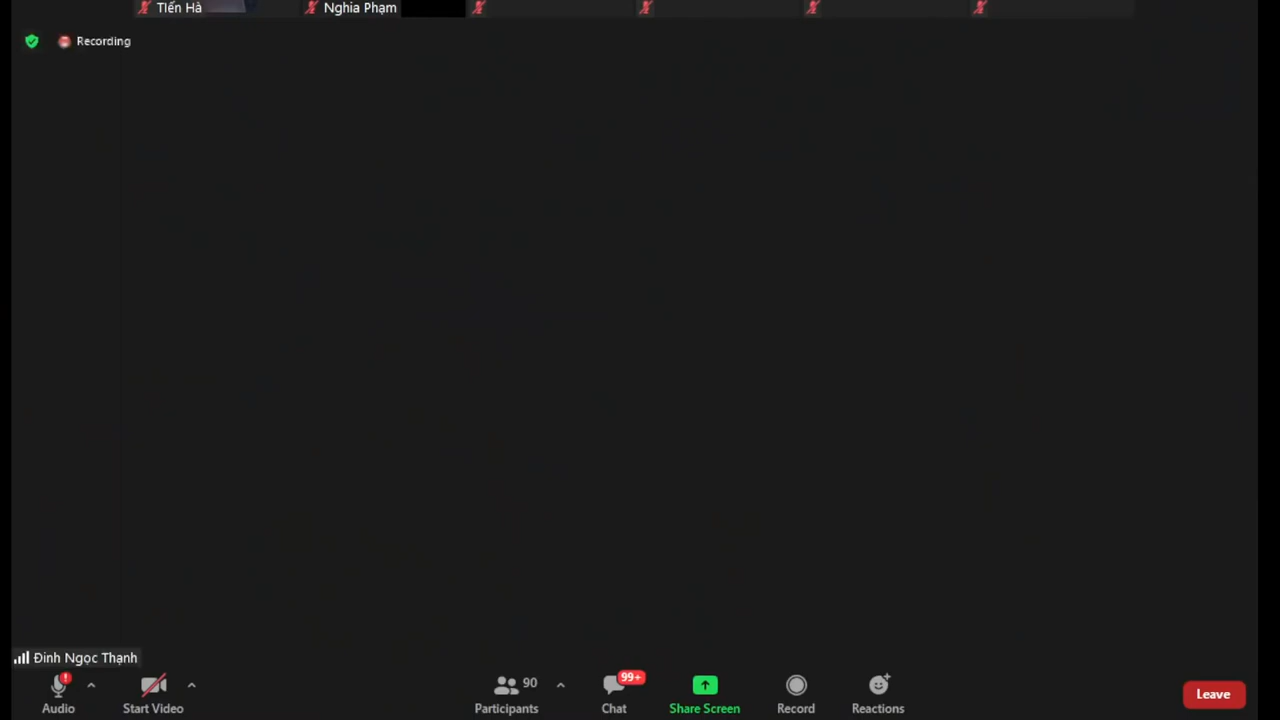 TIến Hà
Nghia Phạm
Recording
Đinh Ngọc Thạnh
90
99+
Audio
Start Video
Participants
Chat
Share Screen
Record
Reactions
Leave